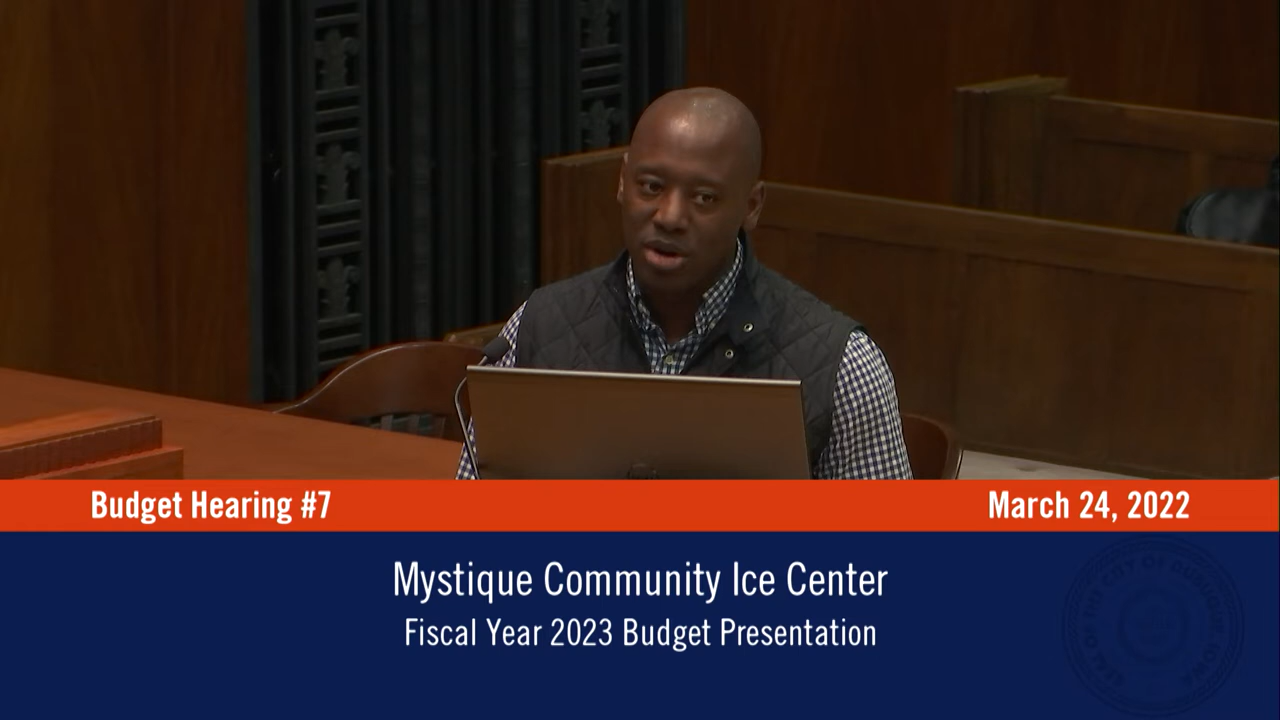 Budget Hearing #7
March 24, 2022
Mystique Community Ice Center
Fiscal Year 2023 Budget Presentation